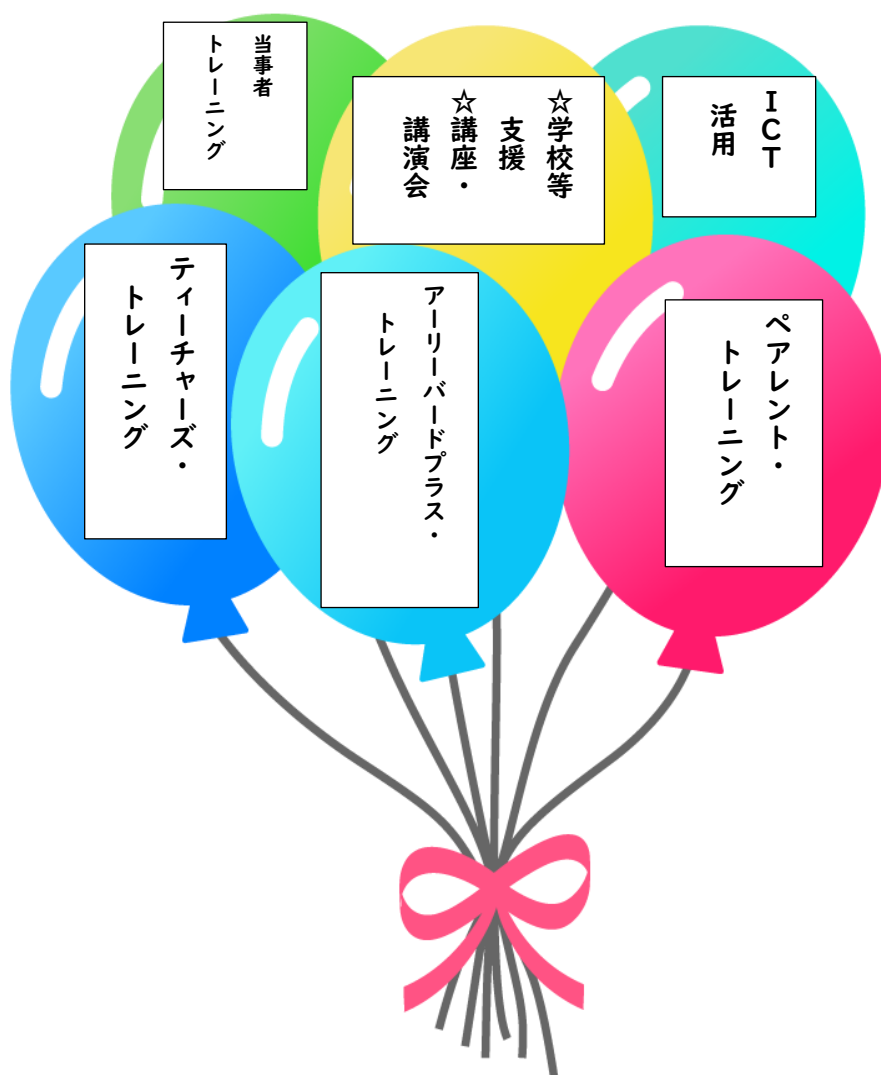 当事者
トレーニング
☆学校等
支援
☆講座・
講演会
ICT
活用
ティーチャーズ・
トレーニング
アーリーバードプラス・
トレーニング
ペアレント・
トレーニング